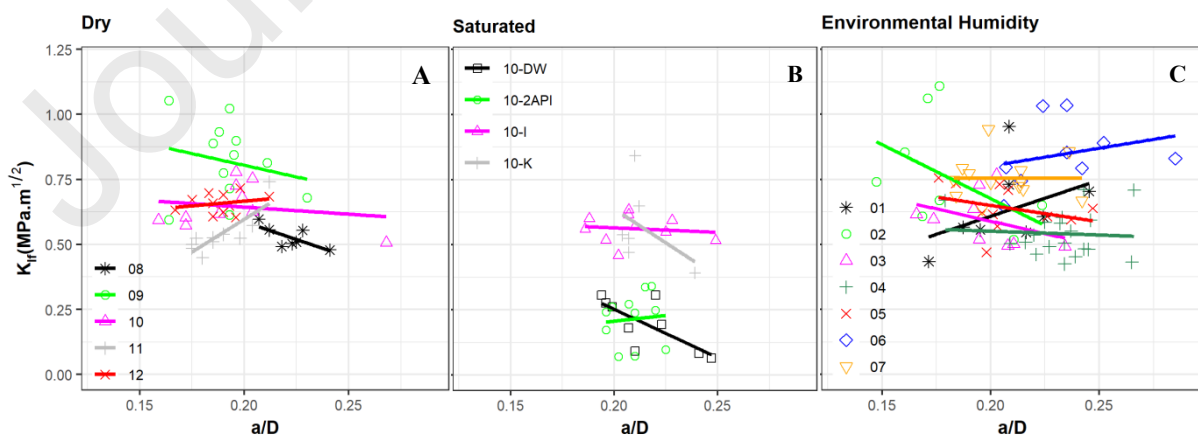 Jou
Dry
Saturated
Environmental Humidity
K_IIf(MPa.m^1/2)
1.25
1.00
0.75
0.50
0.25
0.00
A
08
09
10
11
12
0.15 0.20 0.25
a/D
B
10-DW
10-2API
10-I
10-K
0.15 0.20 0.25
a/D
C
01
02
03
04
05
06
07
0.15 0.20 0.25
a/D